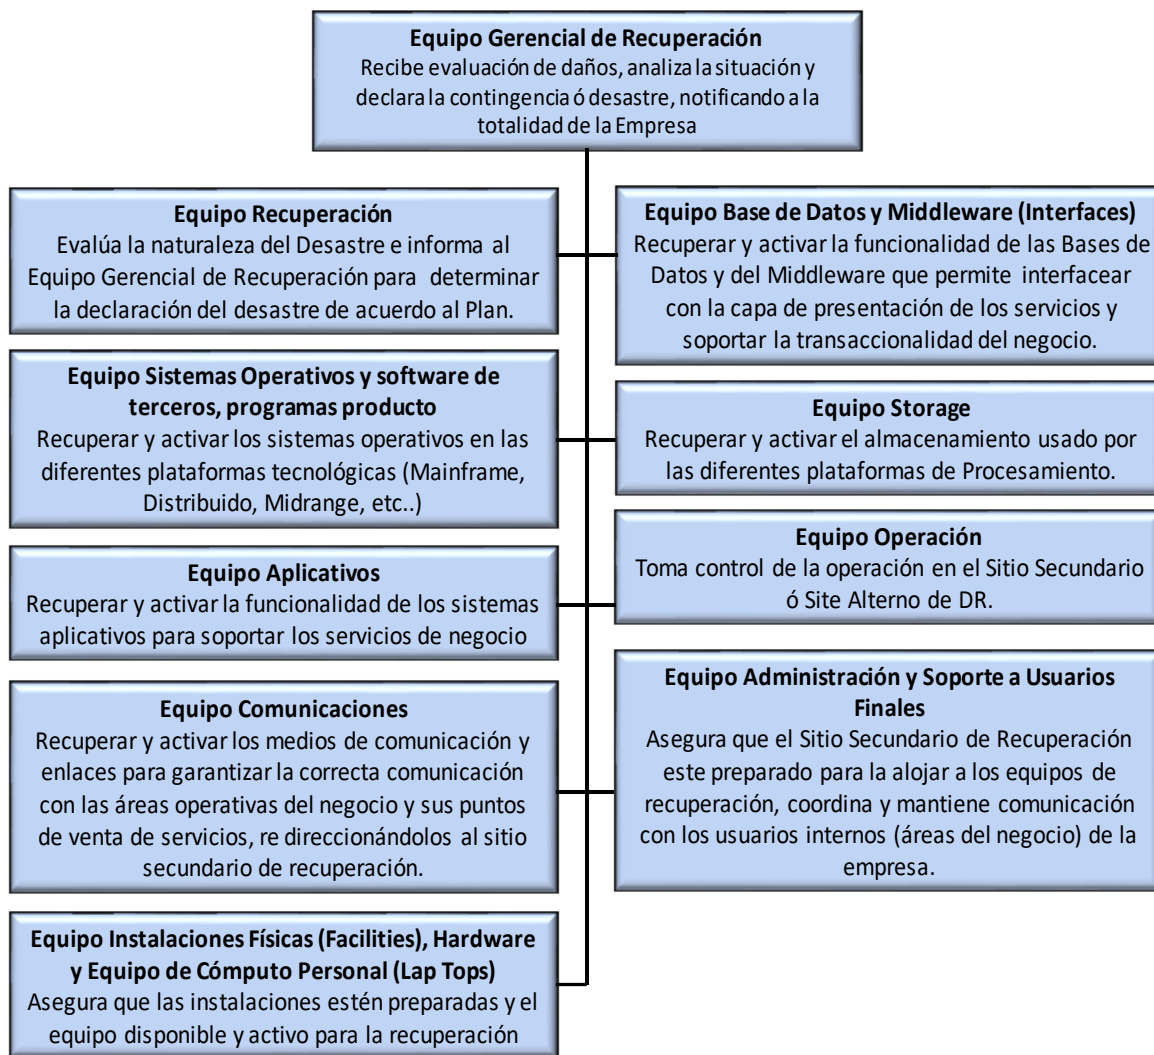 Equipo Gerencial de Recuperación
Recibe evaluación de daños, analiza la situación y
declara la contingencia ó desastre, notificando a la
totalidad de la Empresa
Equipo Recuperación
Evalúa la naturaleza del Desastre e informa al
Equipo Gerencial de Recuperación para determinar
la declaración del desastre de acuerdo al Plan.
Equipo Base de Datos y Middleware (Interfaces)
Recuperar y activar la funcionalidad de las Bases de
Datos y del Middleware que permite interfacear
con la capa de presentación de los servicios y
soportar la transaccionalidad del negocio.
Equipo Sistemas Operativos y software de
terceros, programas producto
Recuperar y activar los sistemas operativos en las
diferentes plataformas tecnológicas (Mainframe,
Distribuido, Midrange, etc..)
Equipo Storage
Recuperar y activar el almacenamiento usado por
las diferentes plataformas de Procesamiento.
Equipo Operación
Toma control de la operación en el Sitio Secundario
ó Site Alterno de DR.
Equipo Aplicativos
Recuperar y activar la funcionalidad de los sistemas
aplicativos para soportar los servicios de negocio
Equipo Administración y Soporte a Usuarios
Finales
Asegura que el Sitio Secundario de Recuperación
este preparado para la alojar a los equipos de
recuperación, coordina y mantiene comunicación
con los usuarios internos (áreas del negocio) de la
empresa.
Equipo Comunicaciones
Recuperar y activar los medios de comunicación y
enlaces para garantizar la correcta comunicación
con las áreas operativas del negocio y sus puntos
de venta de servicios, re direccionándolos al sitio
secundario de recuperación.
Equipo Instalaciones Físicas (Facilities), Hardware
y Equipo de Cómputo Personal (Lap Tops)
Asegura que las instalaciones estén preparadas y el
equipo disponible y activo para la recuperación